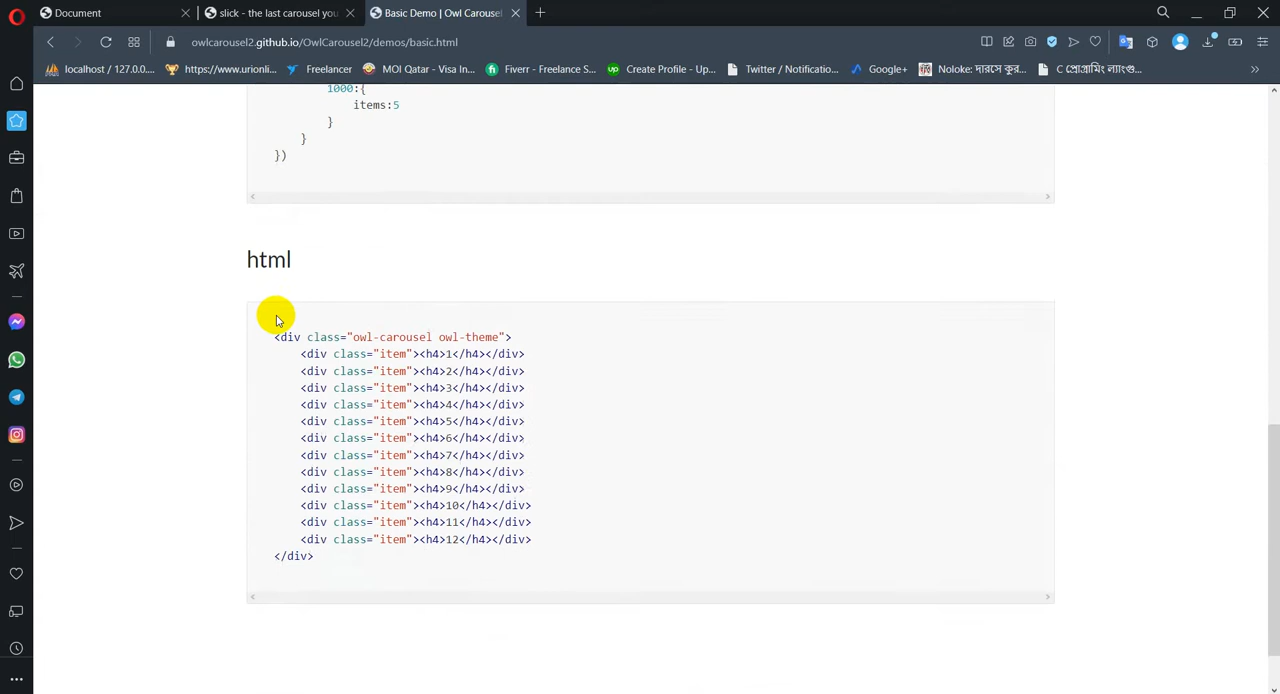 Document
slick - the last carousel you
Basic Demo | Owl Carousel
owlcarousel2.github.io/OwlCarousel2/demos/basic.html
localhost / 127.0.0....
https://www.urionli...
Freelancer
MOI Qatar - Visa In...
Fiverr - Freelance S...
Create Profile - Up...
Twitter / Notificatio...
Google+
Noloke: দারসে কুর...
C প্রোগ্রামিং ল্যাংগু...
1000:{
items:5
}
}
})
html
<div class="owl-carousel owl-theme">
<div class="item"><h4>1</h4></div>
<div class="item"><h4>2</h4></div>
<div class="item"><h4>3</h4></div>
<div class="item"><h4>4</h4></div>
<div class="item"><h4>5</h4></div>
<div class="item"><h4>6</h4></div>
<div class="item"><h4>7</h4></div>
<div class="item"><h4>8</h4></div>
<div class="item"><h4>9</h4></div>
<div class="item"><h4>10</h4></div>
<div class="item"><h4>11</h4></div>
<div class="item"><h4>12</h4></div>
</div>